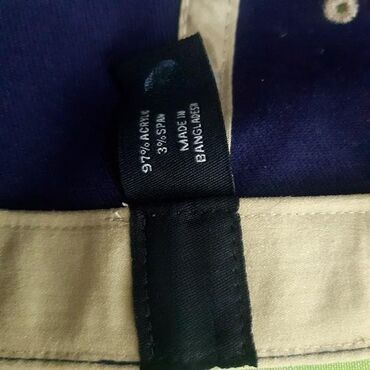 97% ACRYLIC
3% SPAN
MADE IN
BANGLADESH